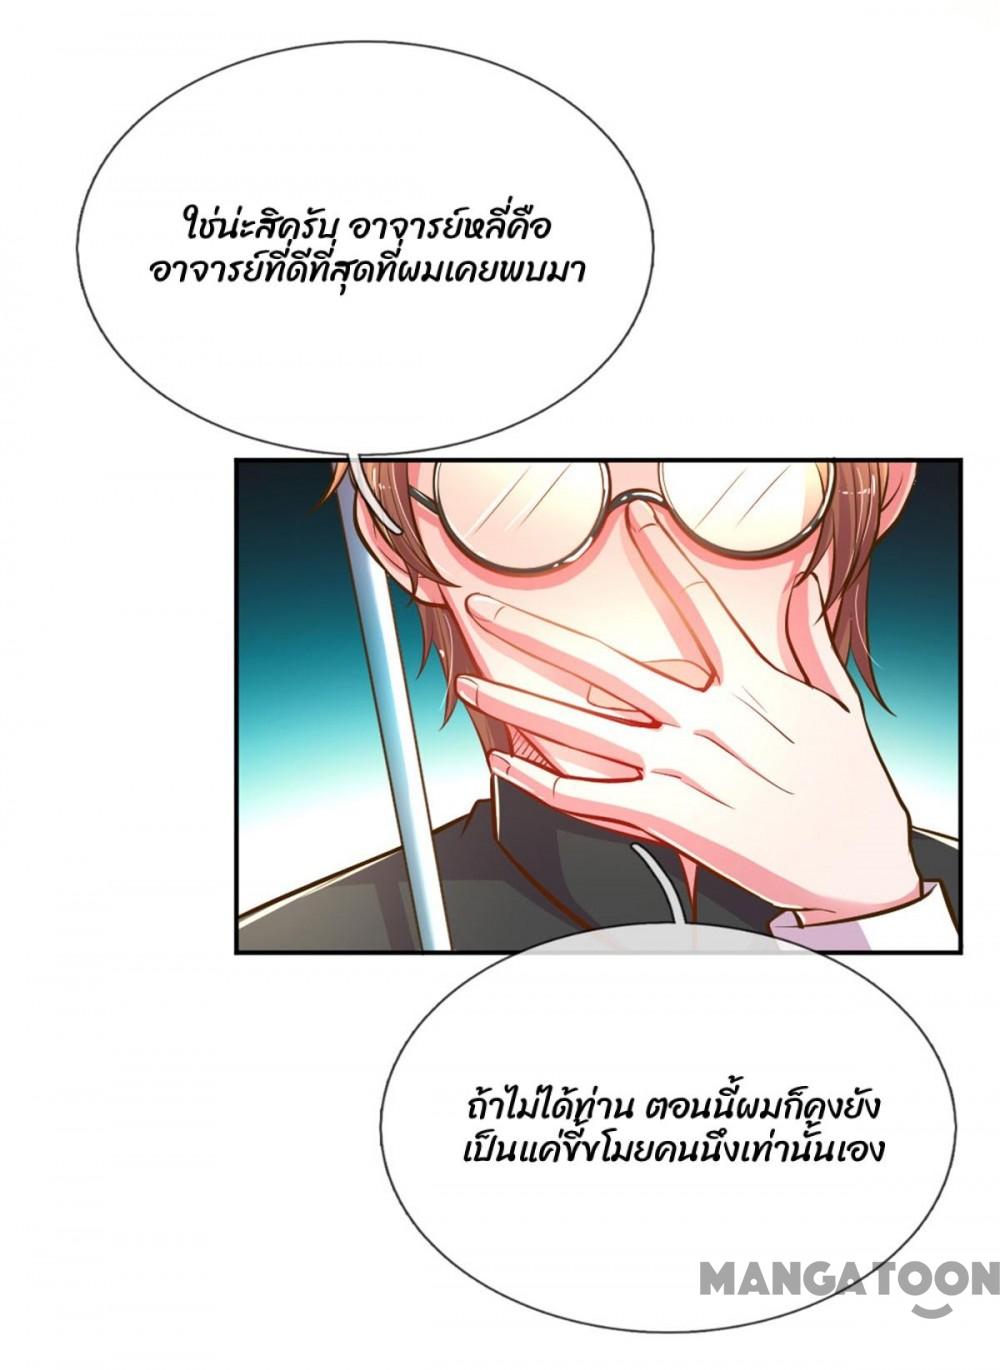 ใช่น่ะสิครับ อาจารย์หลี่คือ
อาจารย์ที่ดีที่สุดที่ผมเคยพบมา
ถ้าไม่ได้ท่าน ตอนนี้ผมก็คงยัง
เป็นแค่ขี้ขโมยคนนึงเท่านั้นเอง
MANGATOON